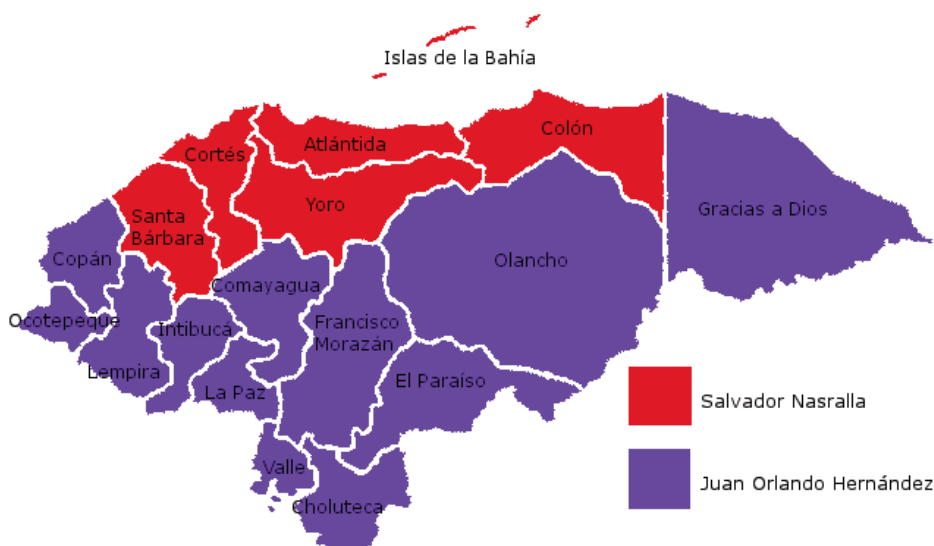 Islas de la Bahía
Colón
Atlántida
Cortés
Yoro
Gracias a Dios
Santa
Bárbara
Copán
Olancho
Comayagua
Ocotepeque
Intibucá
Francisco
Morazán
Lempira
La Paz
El Paraíso
Salvador Nasralla
Valle
Juan Orlando Hernández
Choluteca